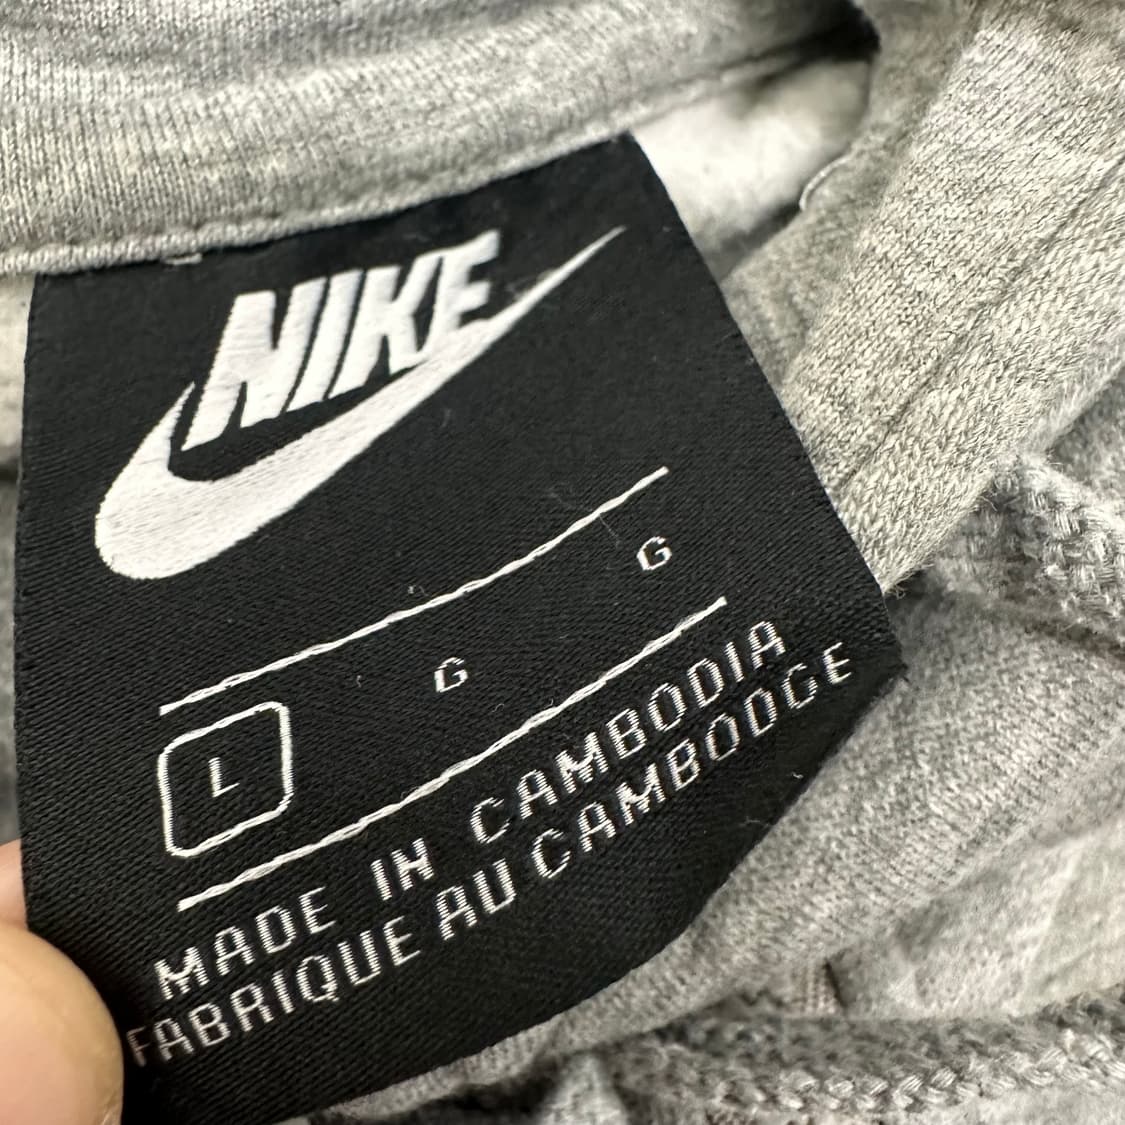 NIKE
L G G
MADE IN CAMBODIA
FABRIQUE AU CAMBODGE